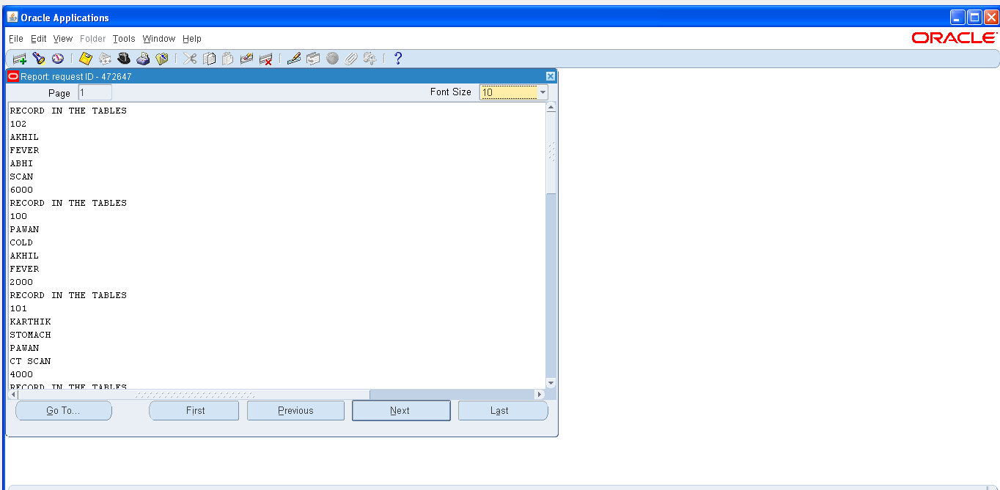 Oracle Applications
File Edit View Folder Tools Window Help
ORACLE
Report: request ID - 472647
Page 1 Font Size 10
RECORD IN THE TABLES
102
AKHIL
FEVER
ABHI
SCAN
6000
RECORD IN THE TABLES
100
PAWAN
COLD
AKHIL
FEVER
2000
RECORD IN THE TABLES
101
KARTHIK
STOMACH
PAWAN
CT SCAN
4000
RECORD IN THE TABLES
Go To... First Previous Next Last